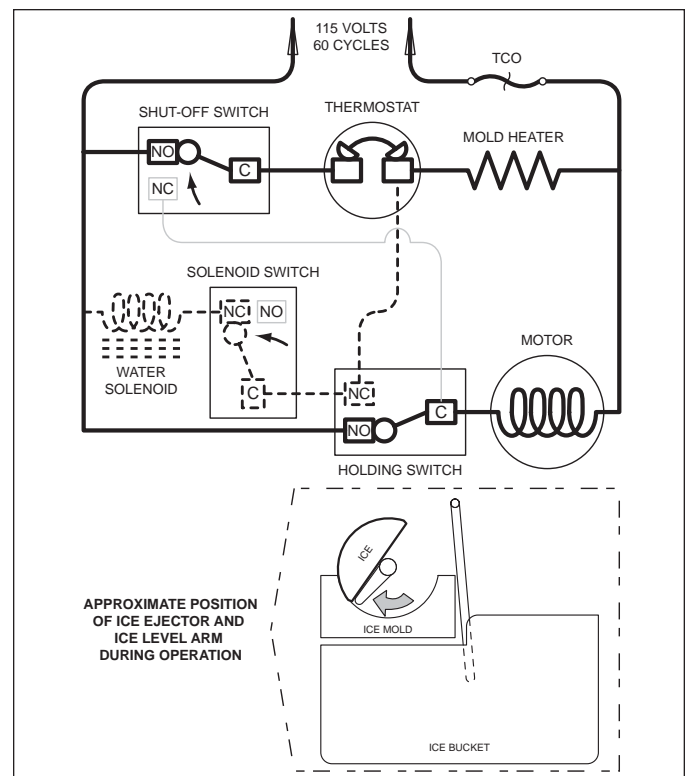 115 VOLTS
60 CYCLES
TCO
SHUT-OFF SWITCH
THERMOSTAT
MOLD HEATER
NO
C
NC
SOLENOID SWITCH
NC
NO
C
WATER
SOLENOID
MOTOR
NC
C
NO
HOLDING SWITCH
APPROXIMATE POSITION
OF ICE EJECTOR AND
ICE LEVEL ARM
DURING OPERATION
ICE
ICE MOLD
ICE BUCKET